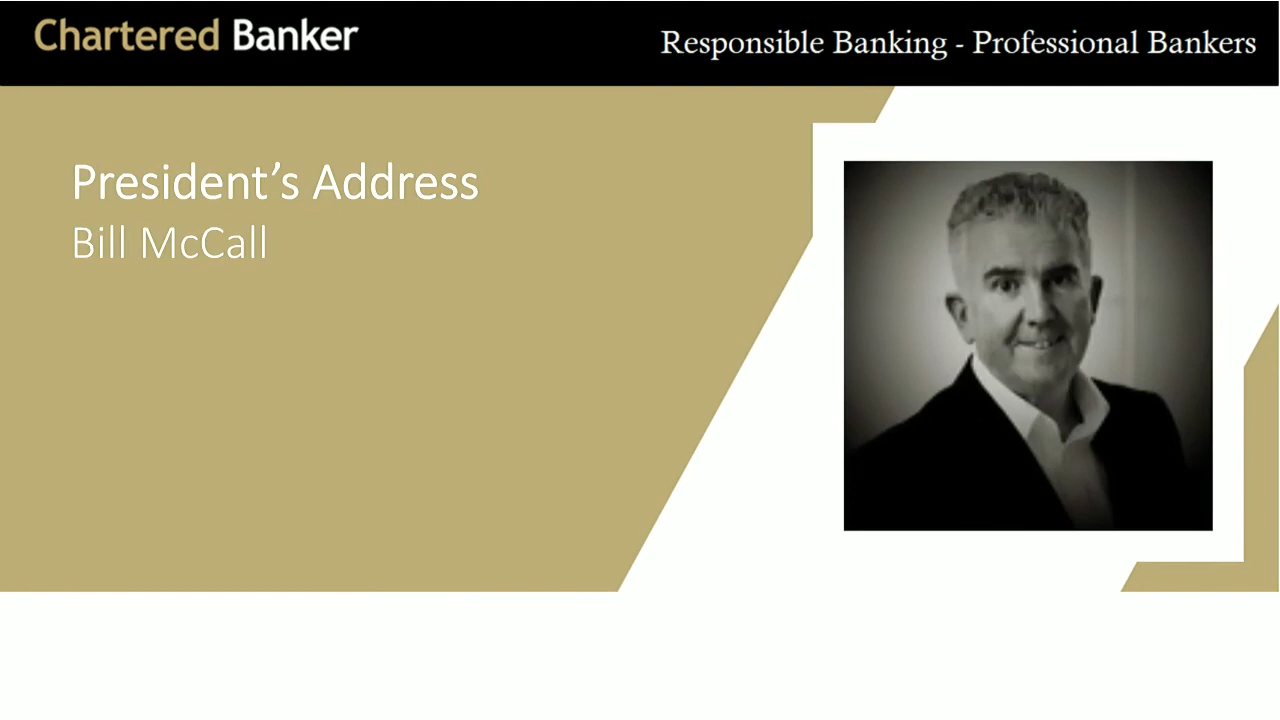 Chartered Banker
Responsible Banking - Professional Bankers
President’s Address
Bill McCall